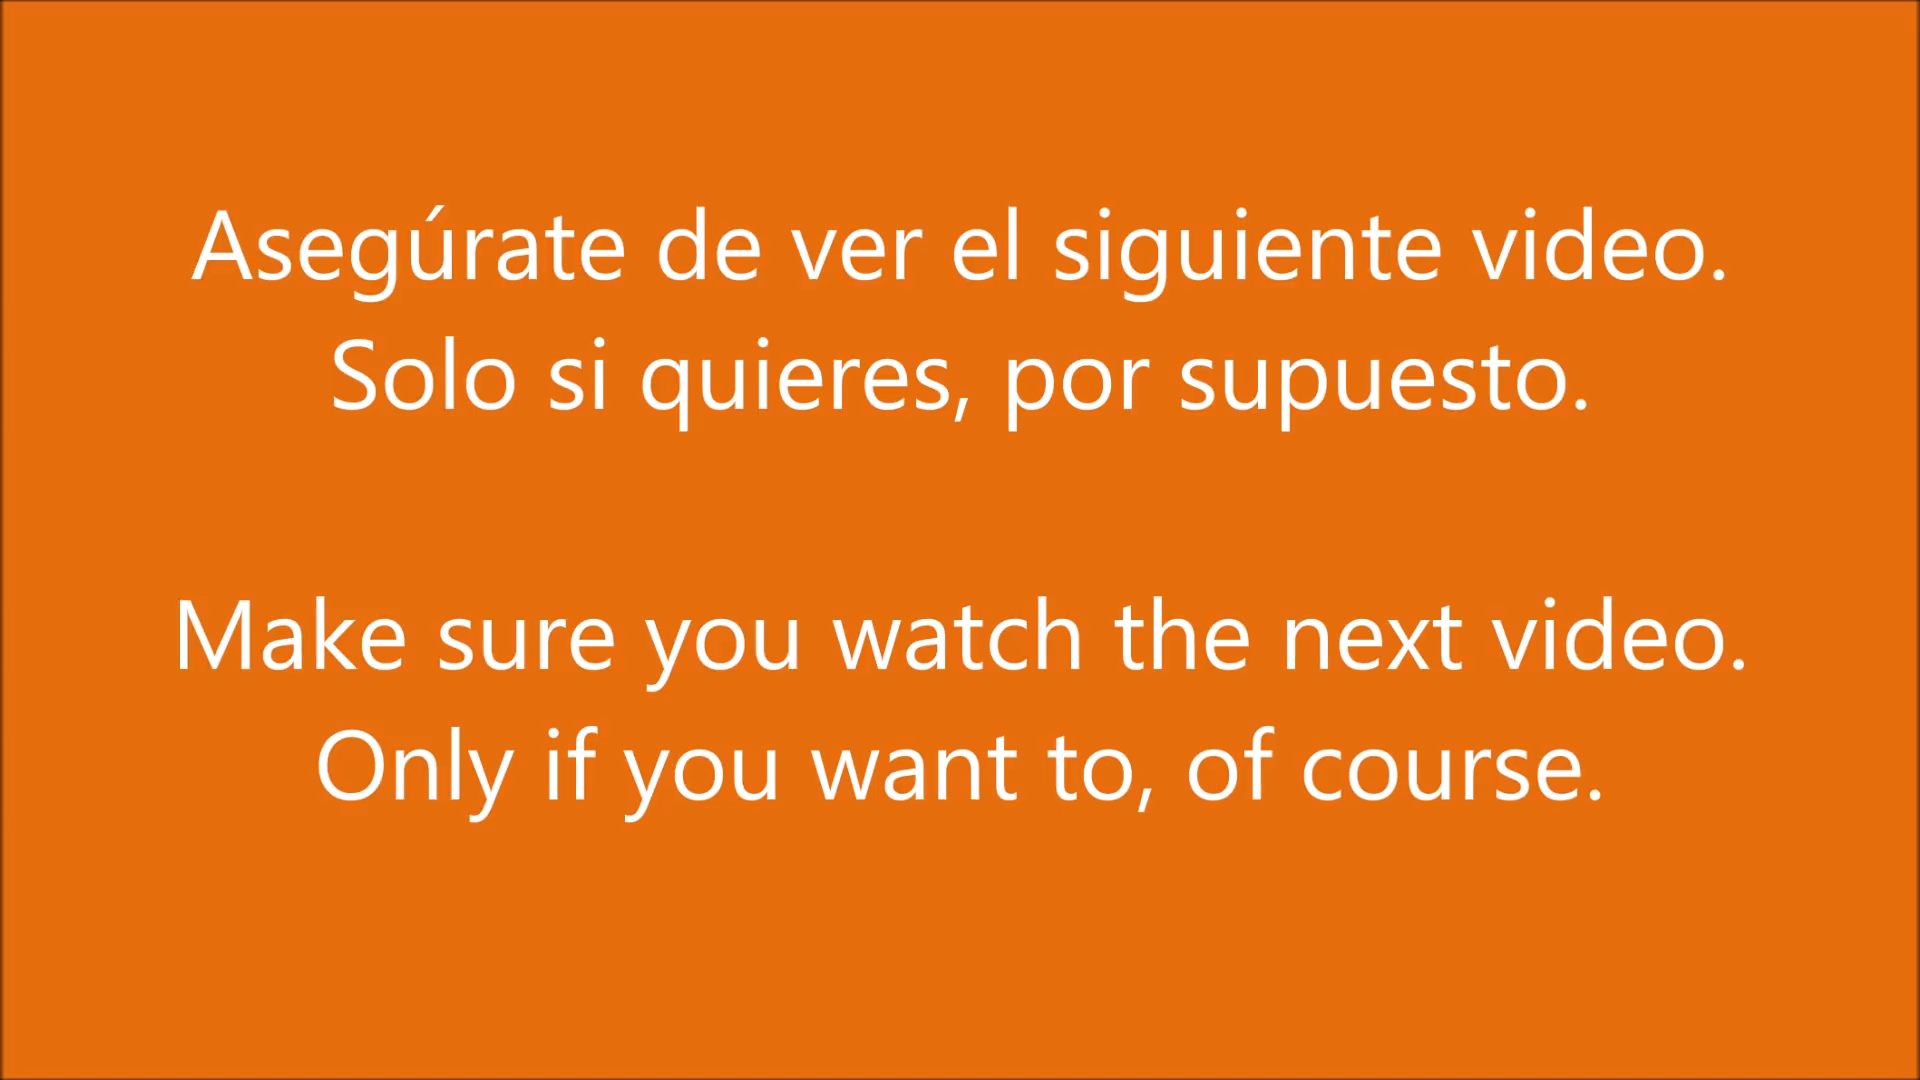 Asegúrate de ver el siguiente video.
Solo si quieres, por supuesto.
Make sure you watch the next video.
Only if you want to, of course.